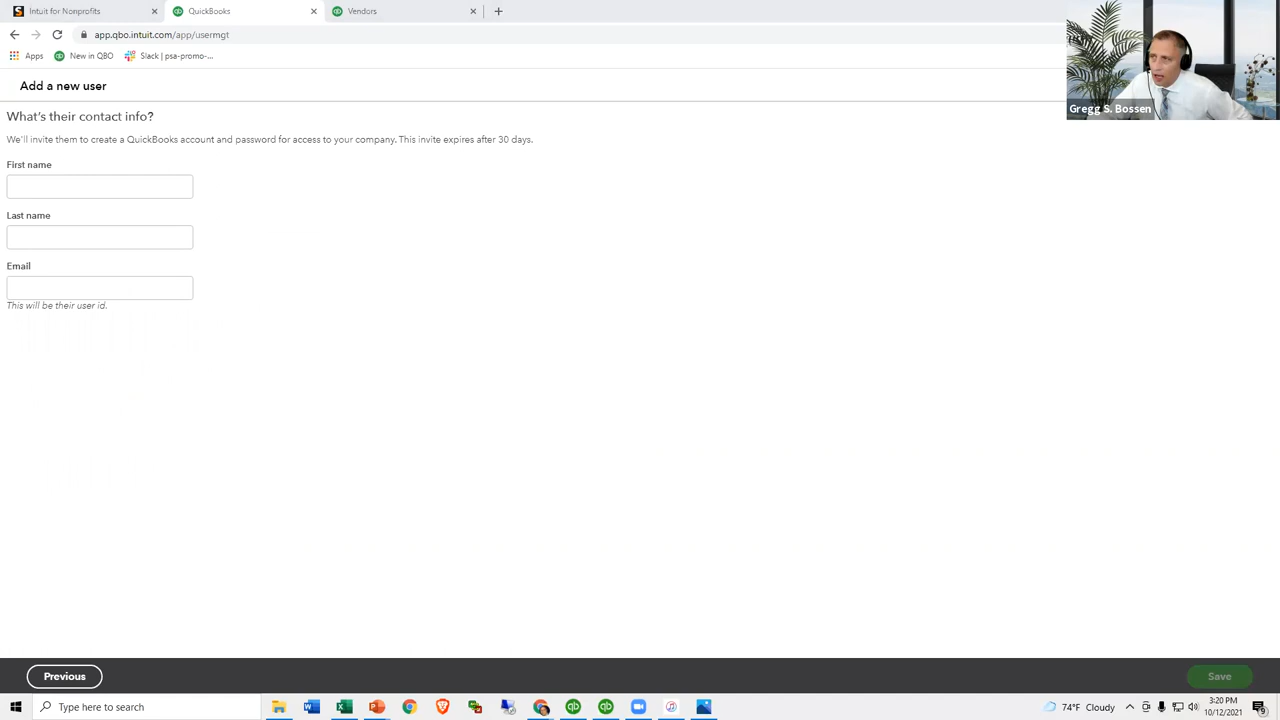 Intuit for Nonprofits
QuickBooks
Vendors
app.qbo.intuit.com/app/usermgt
Apps
New in QBO
Slack | psa-promo-...
Gregg S. Bossen
Add a new user
What's their contact info?
We'll invite them to create a QuickBooks account and password for access to your company. This invite expires after 30 days.
First name
Last name
Email
This will be their user id.
Previous
Save
Type here to search
74°F Cloudy
3:20 PM
10/12/2021